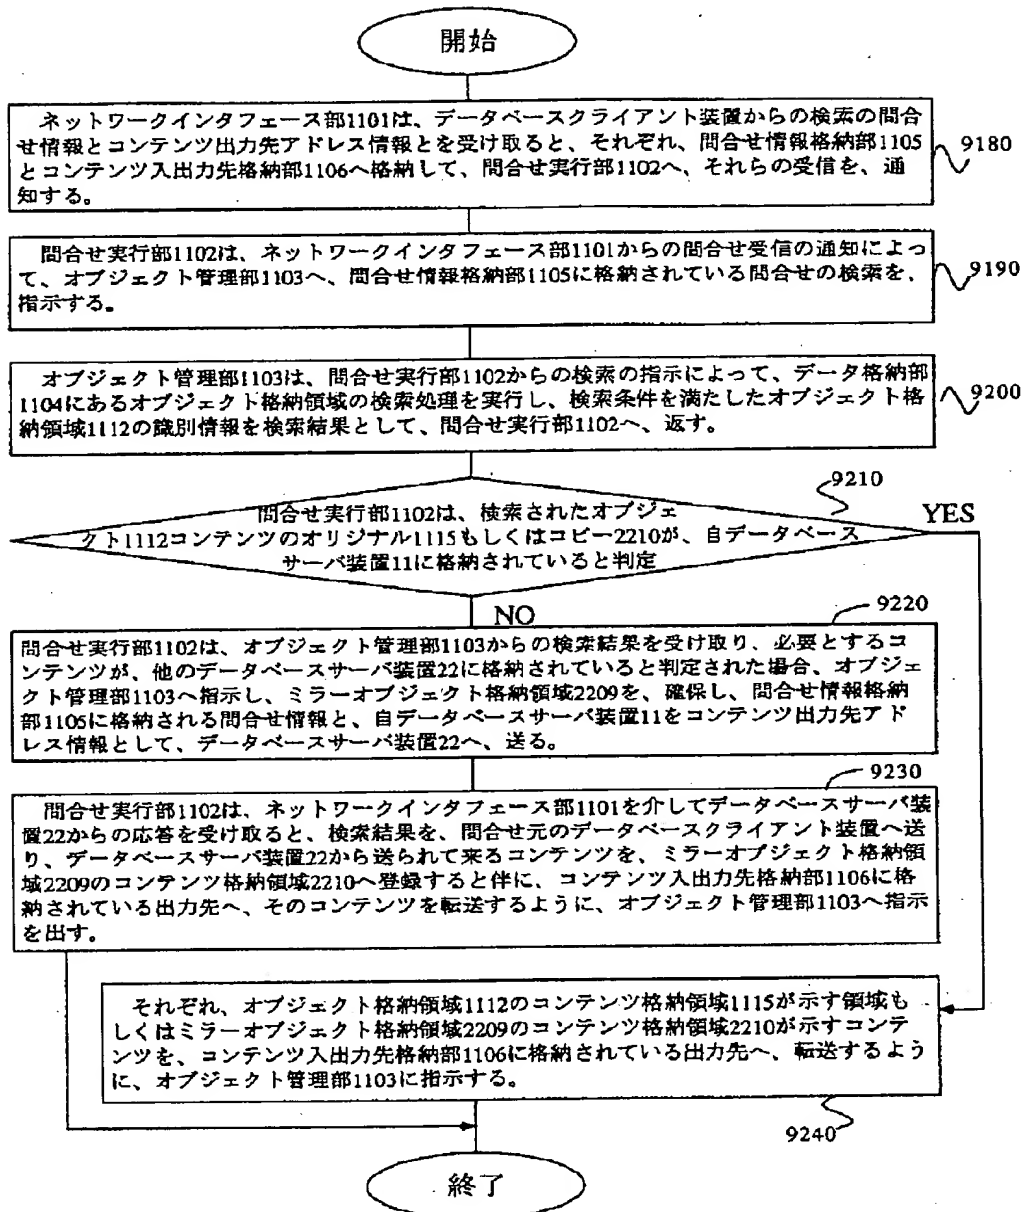 開始
ネットワークインタフェース部1101は、データベースクライアント装置からの検索の問合
せ情報とコンテンツ出力先アドレス情報とを受け取ると、それぞれ、問合せ情報格納部1105
とコンテンツ入出力先格納部1106へ格納して、問合せ実行部1102へ、それらの受信を、通
知する。
9180
問合せ実行部1102は、ネットワークインタフェース部1101からの問合せ受信の通知によっ
て、オブジェクト管理部1103へ、問合せ情報格納部1105に格納されている問合せの検索を、
指示する。
9190
オブジェクト管理部1103は、問合せ実行部1102からの検索の指示によって、データ格納部
1104にあるオブジェクト格納領域の検索処理を実行し、検索条件を満たしたオブジェクト格
納領域1112の識別情報を検索結果として、問合せ実行部1102へ、返す。
9200
9210
問合せ実行部1102は、検索されたオブジェ
クト1112コンテンツのオリジナル1115もしくはコピー2210が、自データベース
サーバ装置11に格納されていると判定
YES
NO
9220
問合せ実行部1102は、オブジェクト管理部1103からの検索結果を受け取り、必要とするコ
ンテンツが、他のデータベースサーバ装置22に格納されていると判定された場合、オブジェ
クト管理部1103へ指示し、ミラーオブジェクト格納領域2209を、確保し、問合せ情報格納
部1105に格納される問合せ情報と、自データベースサーバ装置11をコンテンツ出力先アド
レス情報として、データベースサーバ装置22へ、送る。
9230
問合せ実行部1102は、ネットワークインタフェース部1101を介してデータベースサーバ装
置22からの応答を受け取ると、検索結果を、問合せ元のデータベースクライアント装置へ送
り、データベースサーバ装置22から送られて来るコンテンツを、ミラーオブジェクト格納領
域2209のコンテンツ格納領域2210へ登録すると伴に、コンテンツ入出力先格納部1106に格
納されている出力先へ、そのコンテンツを転送するように、オブジェクト管理部1103へ指示
を出す。
それぞれ、オブジェクト格納領域1112のコンテンツ格納領域1115が示す領域も
しくはミラーオブジェクト格納領域2209のコンテンツ格納領域2210が示すコンテ
ンツを、コンテンツ入出力先格納部1106に格納されている出力先へ、転送するよう
に、オブジェクト管理部1103に指示する。
9240
終了